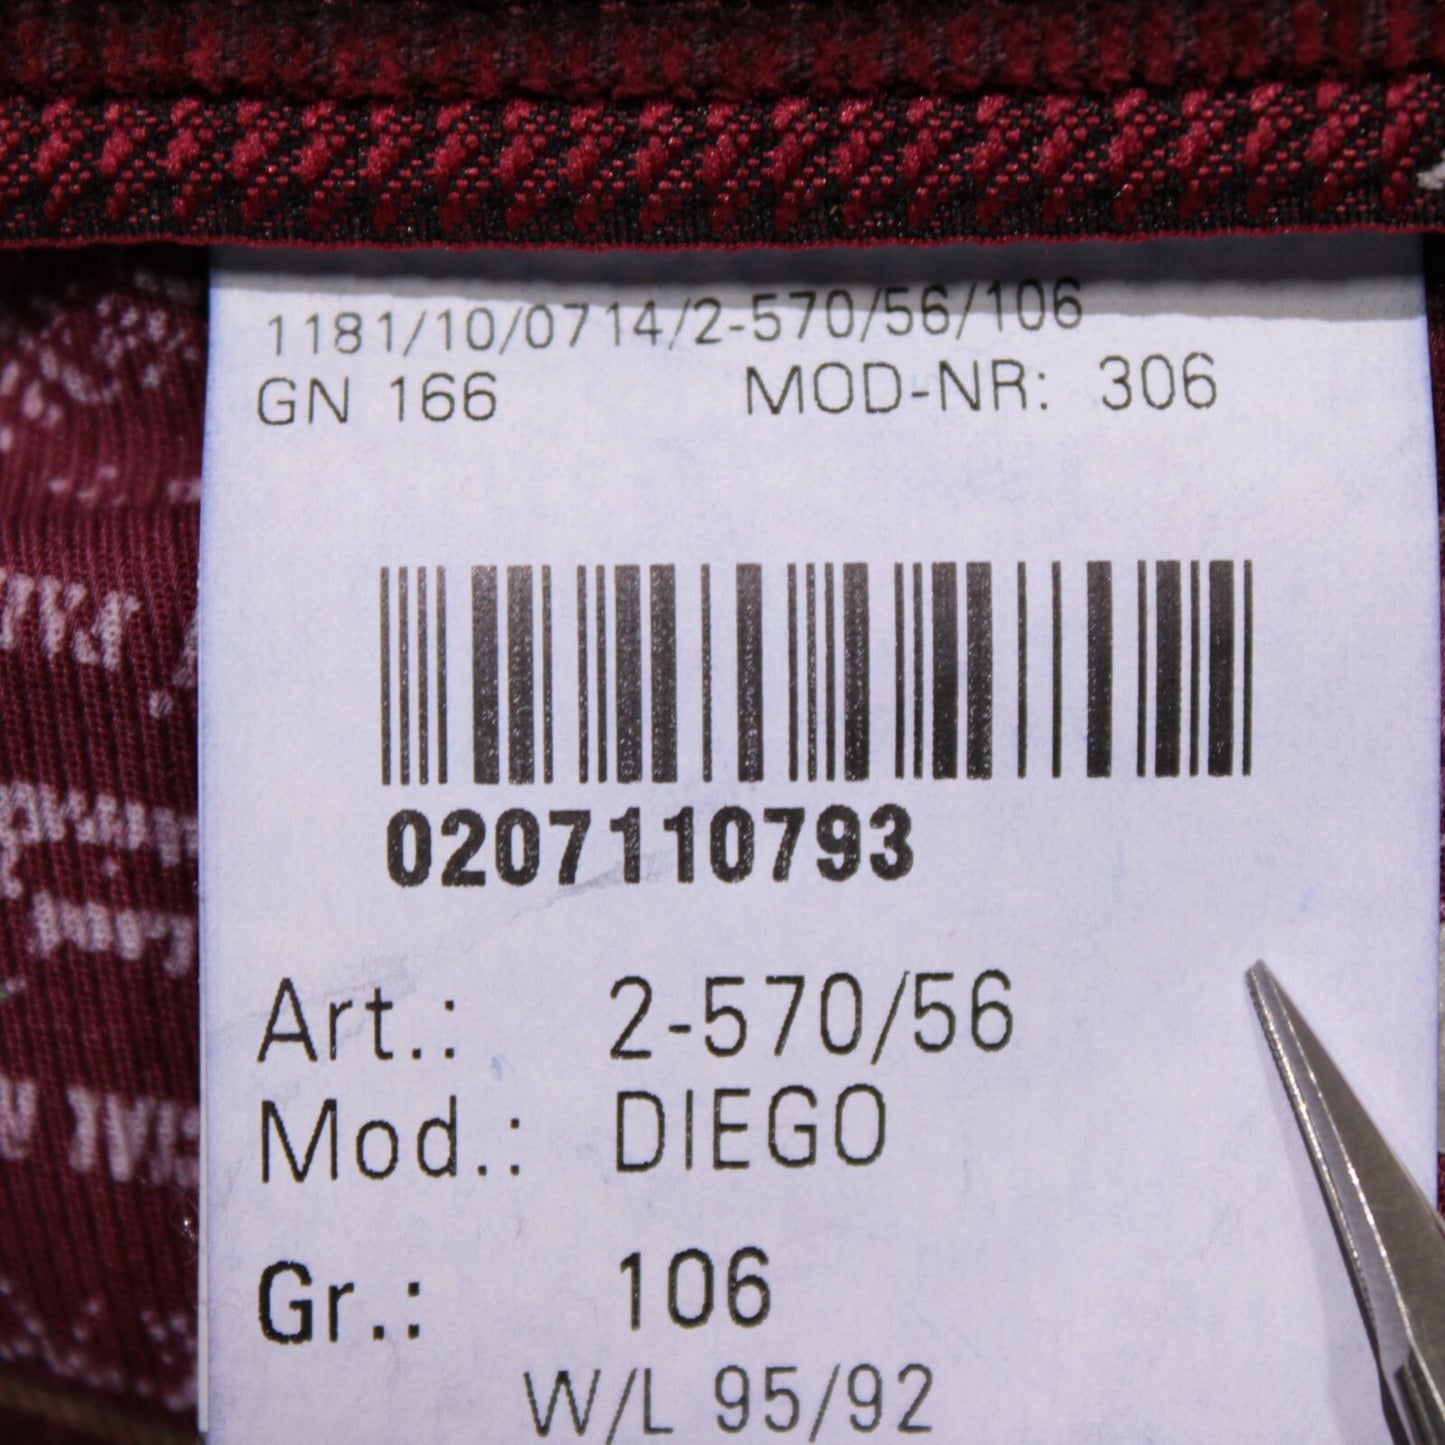 1181/10/0714/2-570/56/106
GN 166 MOD-NR: 306
0207110793
Art.: 2-570/56
Mod.: DIEGO
Gr.: 106
W/L 95/92